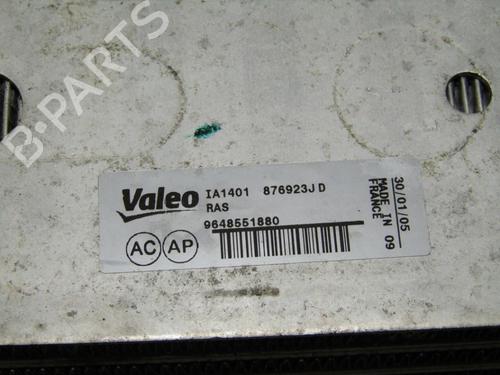 B-PARTS
Valeo
IA1401 876923J D
RAS
9648551880
AC AP
30/01/05
MADE IN 09
FRANCE